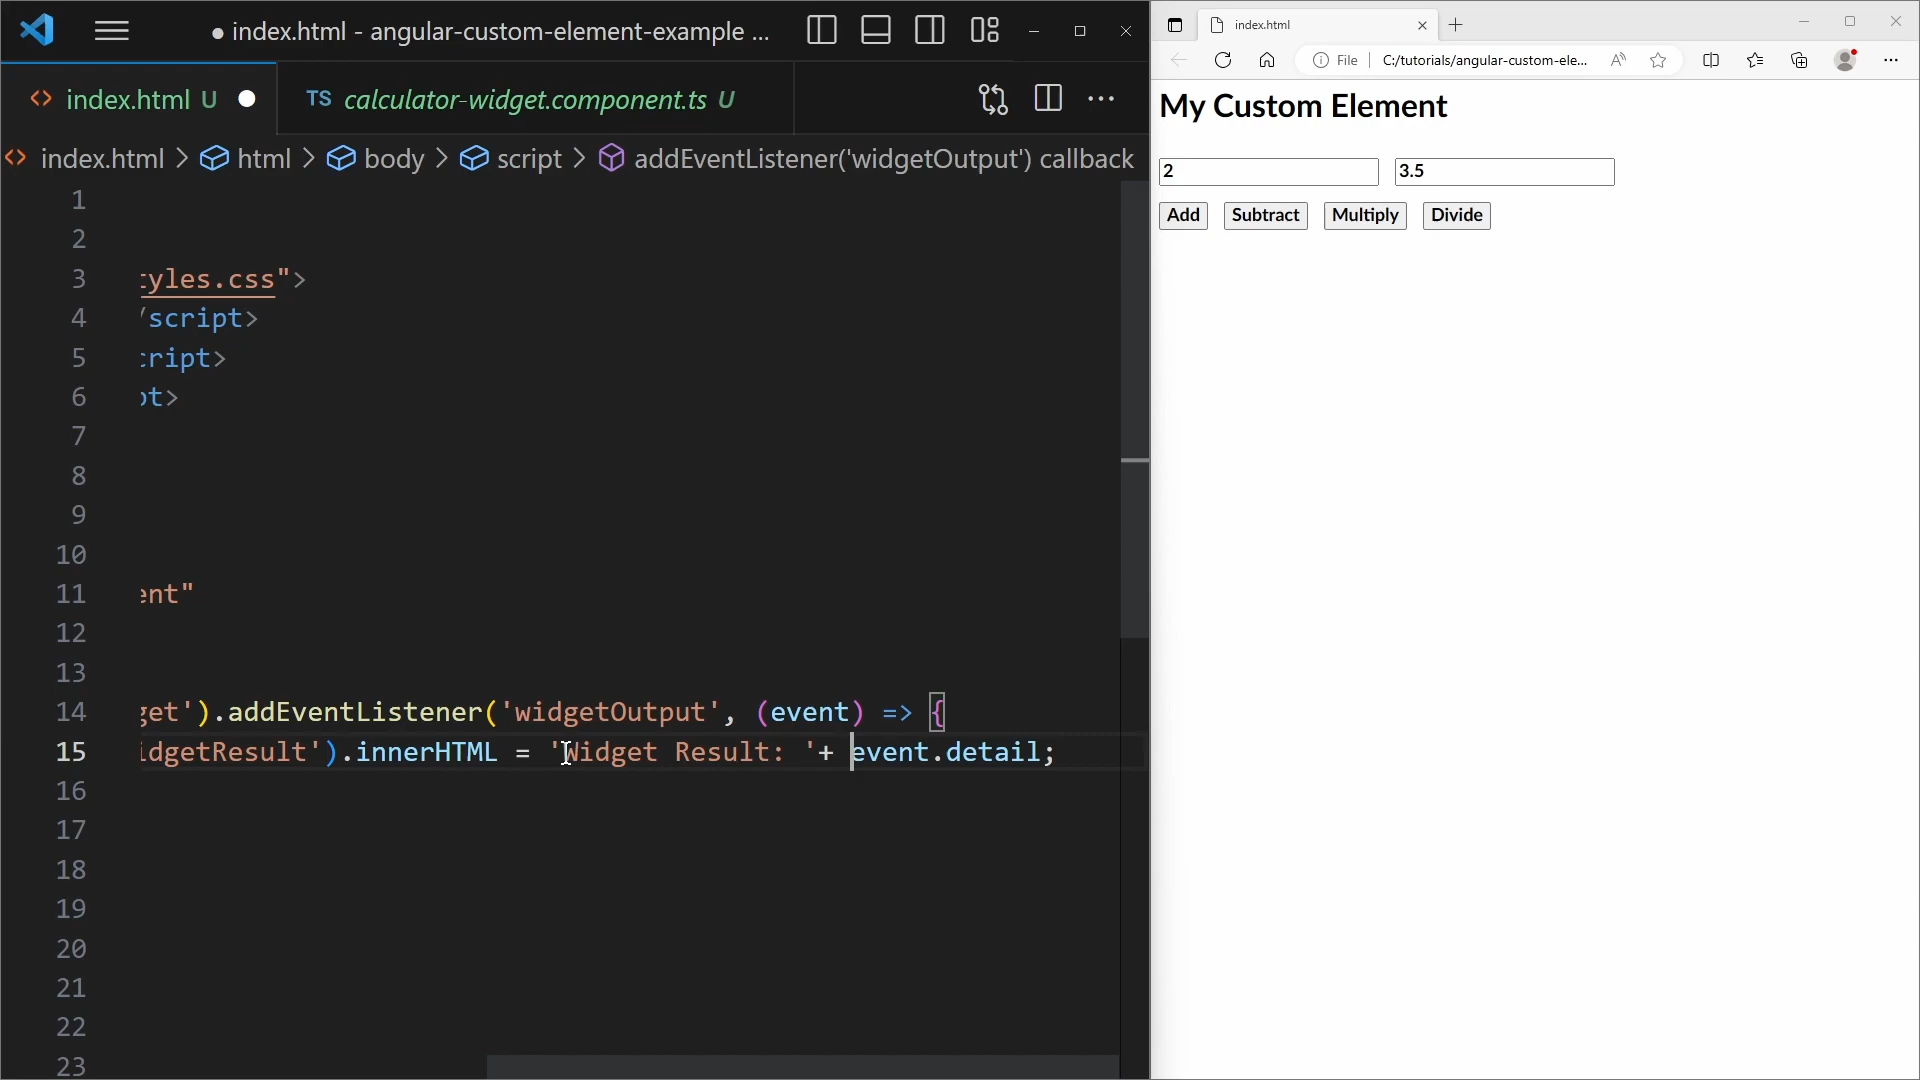 ● index.html - angular-custom-element-example ...
index.html U ●
TS calculator-widget.component.ts U
index.html > html > body > script > addEventListener('widgetOutput') callback
1
2
3 tyles.css">
4 /script>
5 cript>
6 pt>
7
8
9
10
11 ent"
12
13
14 get').addEventListener('widgetOutput', (event) => {
15 idgetResult').innerHTML = 'Widget Result: '+ event.detail;
16
17
18
19
20
21
22
23
index.html
File C:/tutorials/angular-custom-ele...
My Custom Element
2 3.5
Add Subtract Multiply Divide